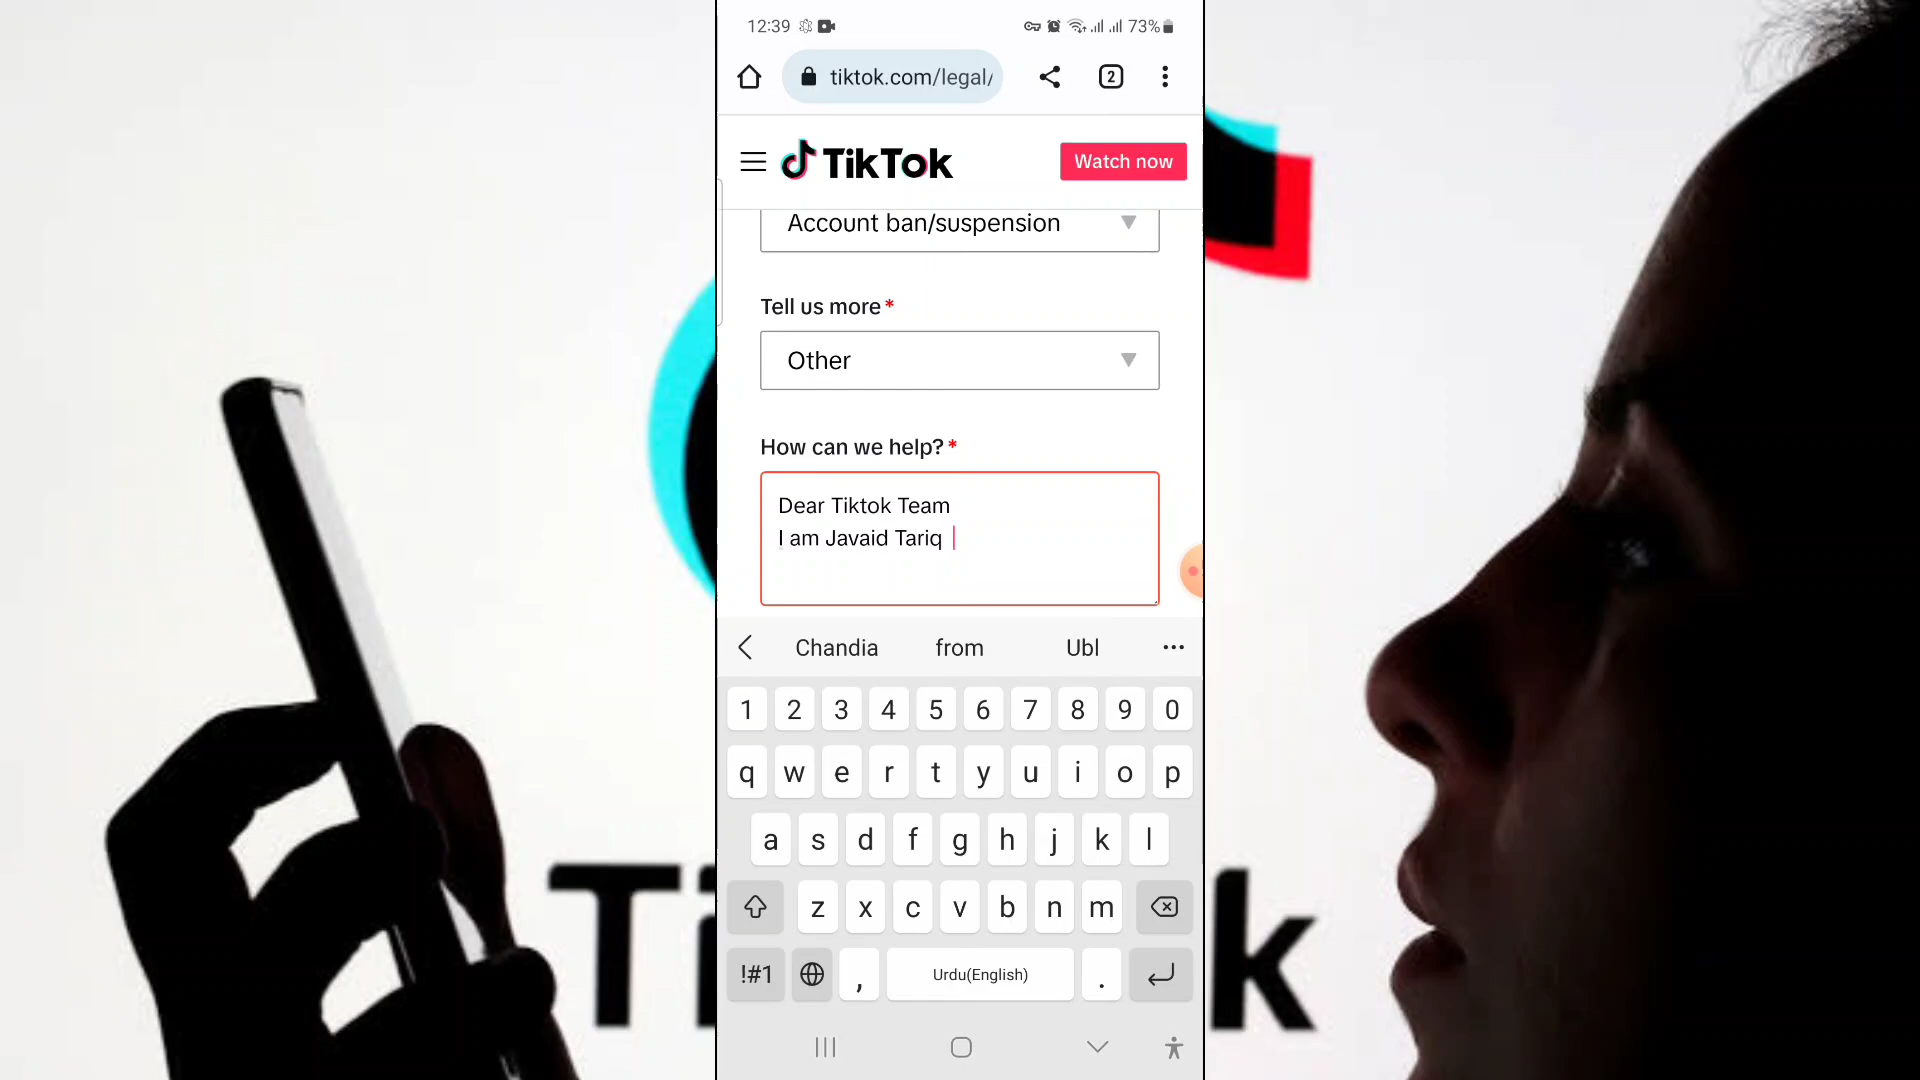 12:39
73%
tiktok.com/legal/
2
TikTok
Watch now
Account ban/suspension
Tell us more*
Other
How can we help?*
Dear Tiktok Team
I am Javaid Tariq
Chandia from Ubl
1 2 3 4 5 6 7 8 9 0
q w e r t y u i o p
a s d f g h j k l
z x c v b n m
!#1 , Urdu(English) .
Ti k